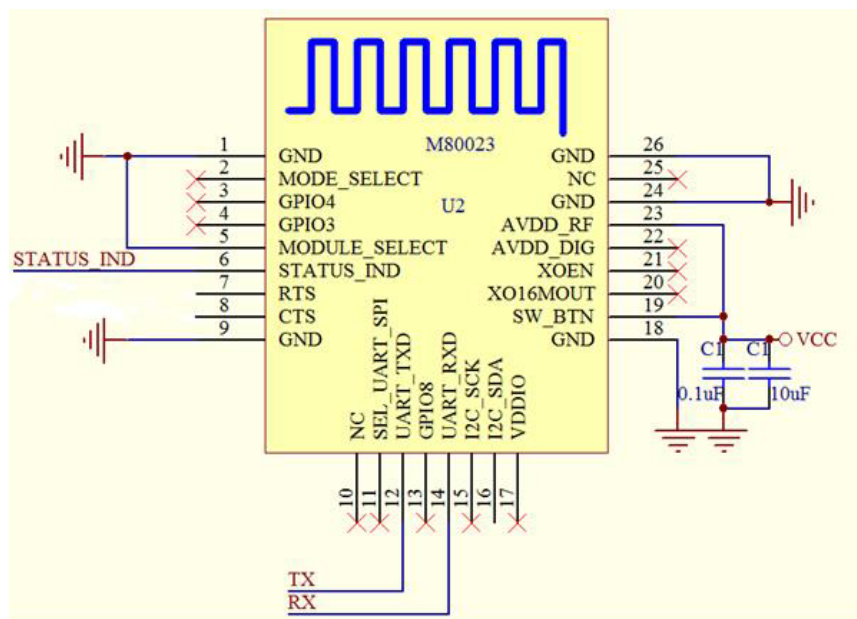 M80023
U2
1 GND
2 MODE_SELECT
3 GPIO4
4 GPIO3
5 MODULE_SELECT
STATUS_IND 6 STATUS_IND
7 RTS
8 CTS
9 GND
GND 26
NC 25
GND 24
AVDD_RF 23
AVDD_DIG 22
XOEN 21
XO16MOUT 20
SW_BTN 19
GND 18
NC 10
SEL_UART_SPI 11
UART_TXD 12
GPIO8 13
UART_RXD 14
I2C_SCK 15
I2C_SDA 16
VDDIO 17
VCC
C1 C1
0.1uF 10uF
TX
RX